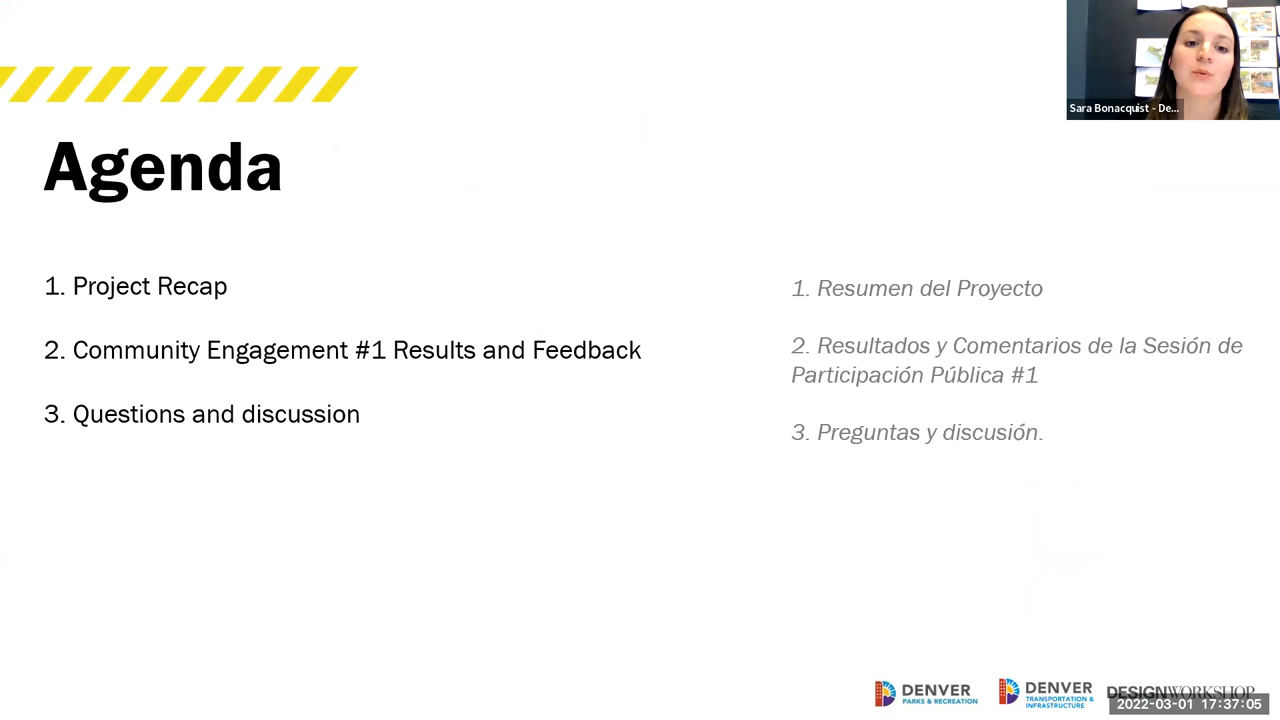 Sara Bonacquist - De...
Agenda
1. Project Recap
2. Community Engagement #1 Results and Feedback
3. Questions and discussion
1. Resumen del Proyecto
2. Resultados y Comentarios de la Sesión de
Participación Pública #1
3. Preguntas y discusión.
DENVER
PARKS & RECREATION
DENVER
TRANSPORTATION &
INFRASTRUCTURE
DESIGNWORKSHOP
2022-03-01 17:37:05